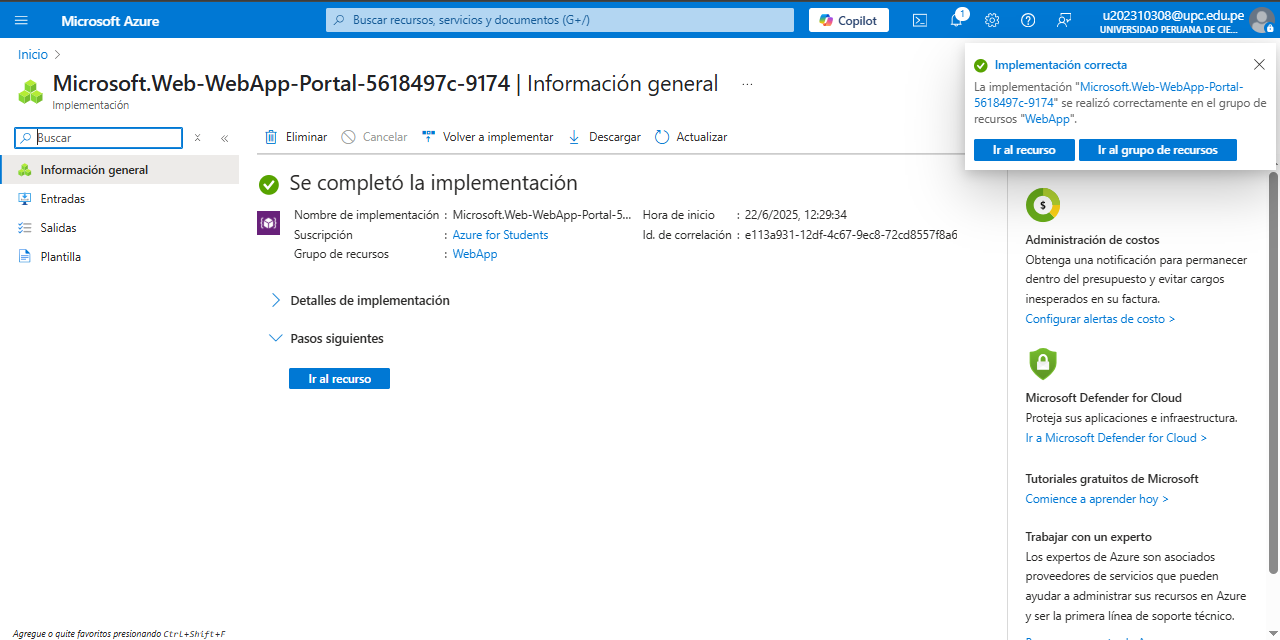 Microsoft Azure
Buscar recursos, servicios y documentos (G+/)
Copilot
1
u202310308@upc.edu.pe
UNIVERSIDAD PERUANA DE CIE...
Inicio
Microsoft.Web-WebApp-Portal-5618497c-9174 | Información general ...
Implementación
Buscar
Información general
Entradas
Salidas
Plantilla
Eliminar
Cancelar
Volver a implementar
Descargar
Actualizar
Se completó la implementación
Nombre de implementación : Microsoft.Web-WebApp-Portal-5...
Suscripción : Azure for Students
Grupo de recursos : WebApp
Hora de inicio : 22/6/2025, 12:29:34
Id. de correlación : e113a931-12df-4c67-9ec8-72cd8557f8a6
Detalles de implementación
Pasos siguientes
Ir al recurso
Implementación correcta
La implementación "Microsoft.Web-WebApp-Portal-
5618497c-9174" se realizó correctamente en el grupo de
recursos "WebApp".
Ir al recurso
Ir al grupo de recursos
$
Administración de costos
Obtenga una notificación para permanecer
dentro del presupuesto y evitar cargos
inesperados en su factura.
Configurar alertas de costo >
Microsoft Defender for Cloud
Proteja sus aplicaciones e infraestructura.
Ir a Microsoft Defender for Cloud >
Tutoriales gratuitos de Microsoft
Comience a aprender hoy >
Trabajar con un experto
Los expertos de Azure son asociados
proveedores de servicios que pueden
ayudar a administrar sus recursos en Azure
y ser la primera línea de soporte técnico.
Agregue o quite favoritos presionando Ctrl+Shift+F